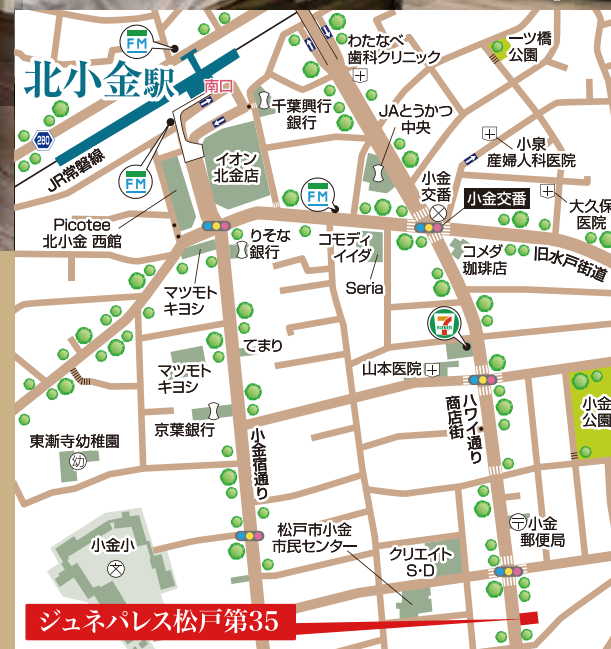 北小金駅
南口
JR常磐線
280
FM
FM
FM
わたなべ
歯科クリニック
一ツ橋
公園
千葉興行
銀行
JAとうかつ
中央
小泉
産婦人科医院
イオン
北金店
小金
交番
小金交番
大久保
医院
Picotee
北小金 西館
りそな
銀行
コモディ
イイダ
Seria
コメダ
珈琲店
旧水戸街道
マツモト
キヨシ
7
てまり
マツモト
キヨシ
山本医院
小金
公園
京葉銀行
ハワイ通り
商店街
小金宿通り
東漸寺幼稚園
幼
小金小
文
松戸市小金
市民センター
クリエイト
S・D
小金
郵便局
ジュネパレス松戸第35